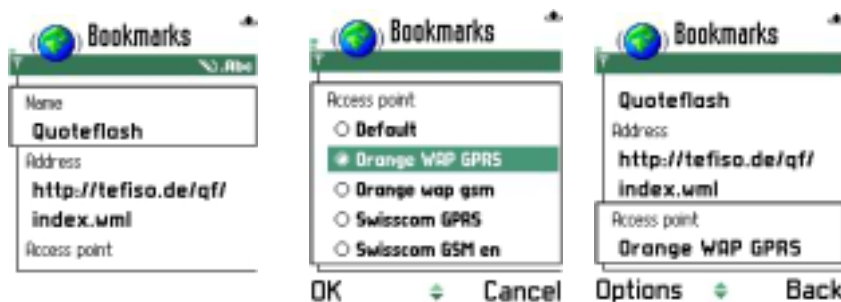 Bookmarks
Abc
Name
Quoteflash
Address
http://tefiso.de/qf/
index.wml
Access point
Bookmarks
Access point
Default
Orange WAP GPRS
Orange wap gsm
Swisscom GPRS
Swisscom GSM en
OK
Cancel
Bookmarks
Quoteflash
Address
http://tefiso.de/qf/
index.wml
Access point
Orange WAP GPRS
Options
Back